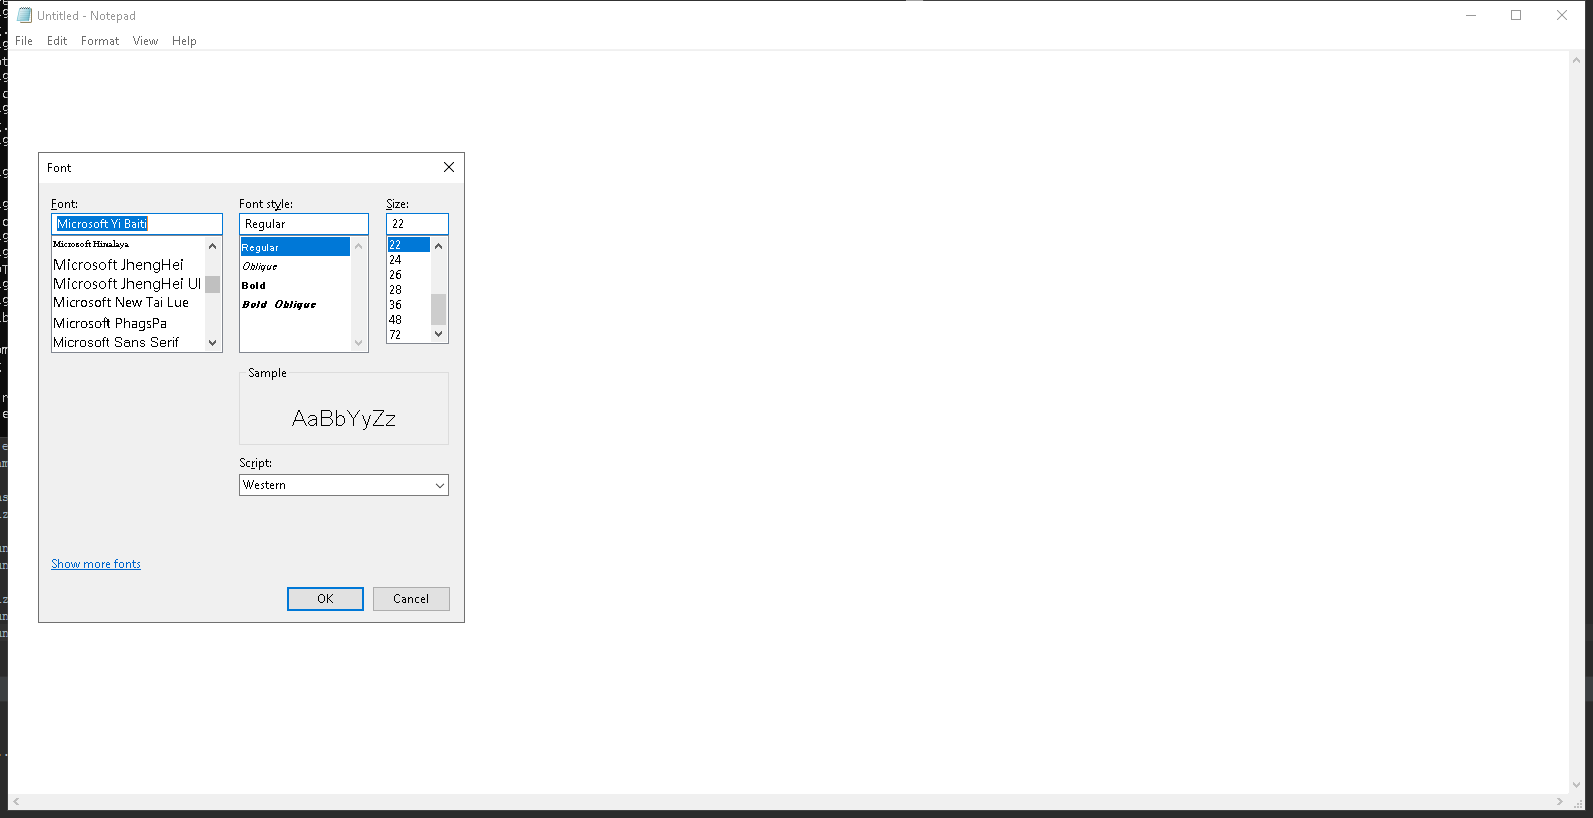 Untitled - Notepad
File Edit Format View Help
Font
Font: Font style: Size:
Microsoft Yi Baiti Regular 22
Microsoft Himalaya
Microsoft JhengHei
Microsoft JhengHei UI
Microsoft New Tai Lue
Microsoft PhagsPa
Microsoft Sans Serif
Regular
Oblique
Bold
Bold Oblique
22
24
26
28
36
48
72
Sample
AaBbYyZz
Script:
Western
Show more fonts
OK Cancel